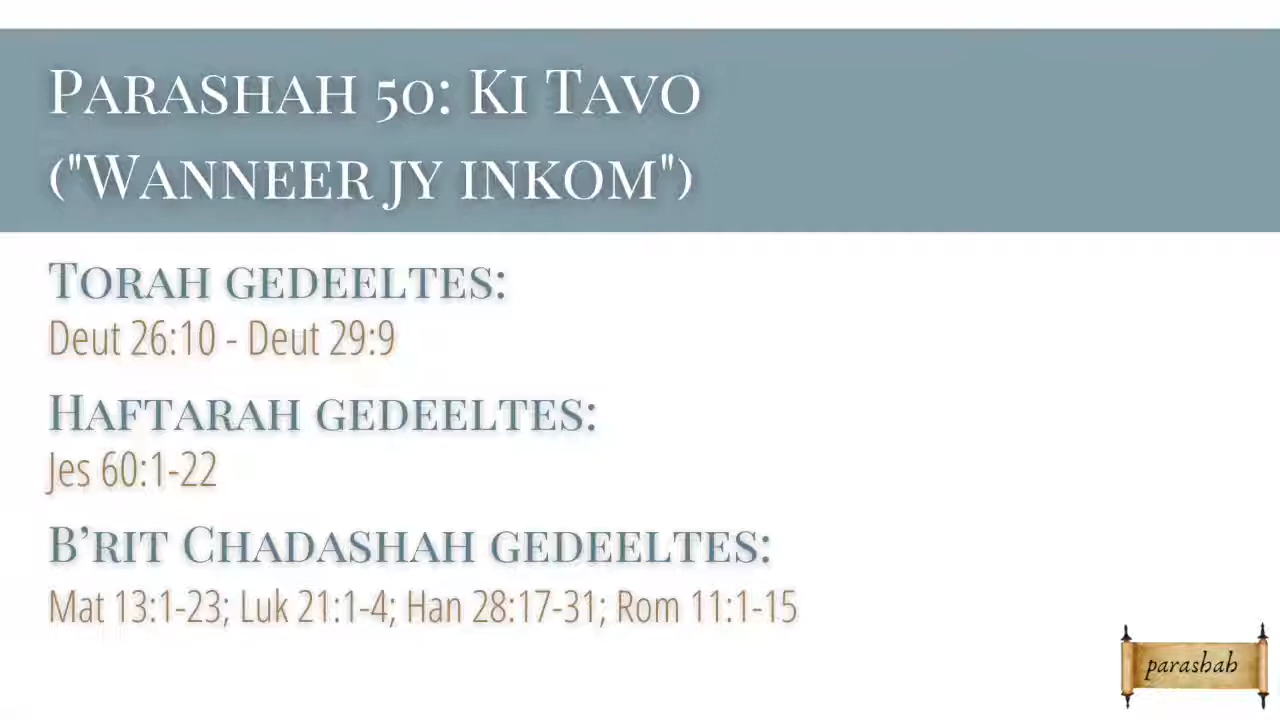 Parashah 50: Ki Tavo
("Wanneer jy inkom")
Torah gedeeltes:
Deut 26:10 - Deut 29:9
Haftarah gedeeltes:
Jes 60:1-22
B’rit Chadashah gedeeltes:
Mat 13:1-23; Luk 21:1-4; Han 28:17-31; Rom 11:1-15
parashah